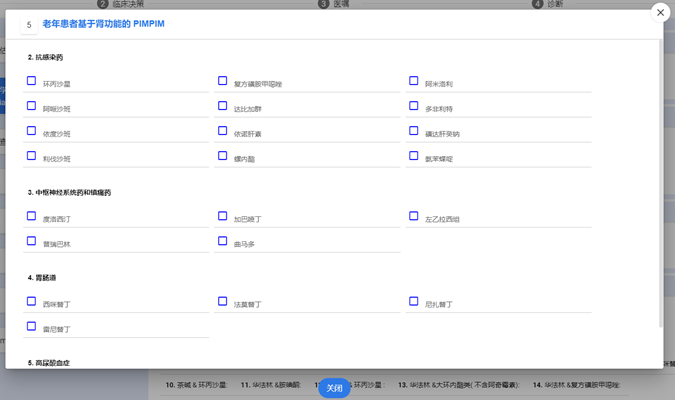 2 临床决策 3 医嘱 4 诊断
5 老年患者基于肾功能的 PIMPIM
2. 抗感染药
环丙沙星 复方磺胺甲噁唑 阿米洛利
阿哌沙班 达比加群 多非利特
依度沙班 依诺肝素 磺达肝癸钠
利伐沙班 螺内酯 氨苯蝶啶
3. 中枢神经系统药和镇痛药
度洛西汀 加巴喷丁 左乙拉西坦
普瑞巴林 曲马多
4. 胃肠道
西咪替丁 法莫替丁 尼扎替丁
雷尼替丁
5. 高尿酸血症
10. 茶碱 & 环丙沙星: 11. 华法林 &胺碘酮: 环丙沙星 : 13. 华法林 &大环内酯类( 不含阿奇霉素): 14. 华法林 &复方磺胺甲噁唑:
关闭